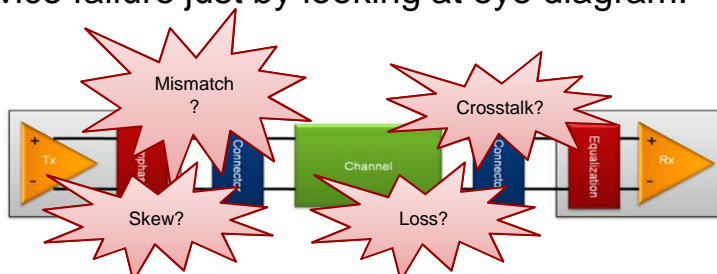 vice failure just by looking at eye diagram.
Mismatch
?
Crosstalk?
Tx
Connector
Channel
Connector
Equalization
Rx
Skew?
Loss?